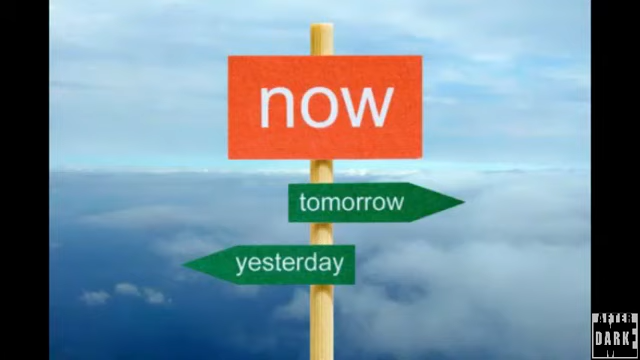 now
tomorrow
yesterday
AFTER
DARK